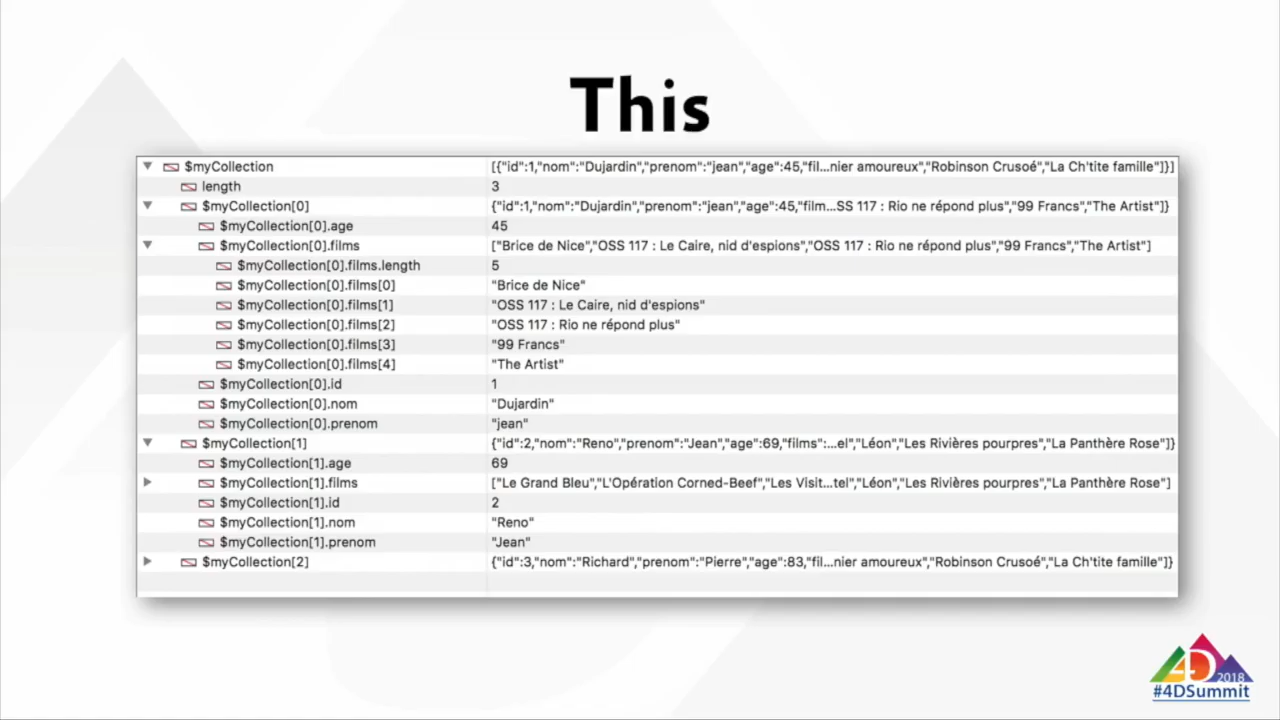 This
$myCollection [{"id":1,"nom":"Dujardin","prenom":"jean","age":45,"fil...nier amoureux","Robinson Crusoé","La Ch'tite famille"]}]
length 3
$myCollection[0] {"id":1,"nom":"Dujardin","prenom":"jean","age":45,"film...SS 117 : Rio ne répond plus","99 Francs","The Artist"]}
$myCollection[0].age 45
$myCollection[0].films ["Brice de Nice","OSS 117 : Le Caire, nid d'espions","OSS 117 : Rio ne répond plus","99 Francs","The Artist"]
$myCollection[0].films.length 5
$myCollection[0].films[0] "Brice de Nice"
$myCollection[0].films[1] "OSS 117 : Le Caire, nid d'espions"
$myCollection[0].films[2] "OSS 117 : Rio ne répond plus"
$myCollection[0].films[3] "99 Francs"
$myCollection[0].films[4] "The Artist"
$myCollection[0].id 1
$myCollection[0].nom "Dujardin"
$myCollection[0].prenom "jean"
$myCollection[1] {"id":2,"nom":"Reno","prenom":"Jean","age":69,"films":...el","Léon","Les Rivières pourpres","La Panthère Rose"]}
$myCollection[1].age 69
$myCollection[1].films ["Le Grand Bleu","L'Opération Corned-Beef","Les Visit...tel","Léon","Les Rivières pourpres","La Panthère Rose"]
$myCollection[1].id 2
$myCollection[1].nom "Reno"
$myCollection[1].prenom "Jean"
$myCollection[2] {"id":3,"nom":"Richard","prenom":"Pierre","age":83,"fil...nier amoureux","Robinson Crusoé","La Ch'tite famille"]}
4D 2018
#4DSummit